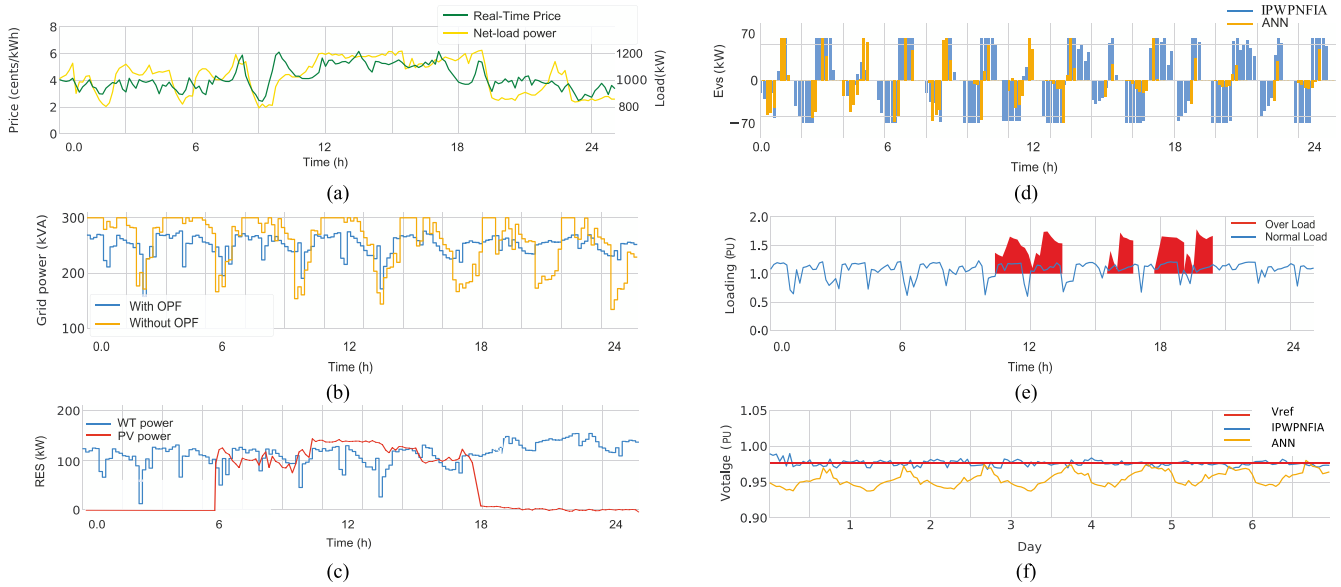 Real-Time Price
Net-load power
Price (cents/kWh)
8
6
4
2
0
1200
1000
800
Load(kW)
0.0
6
12
18
24
Time (h)
(a)
IPWPNFIA
ANN
Evs (kW)
70
0
−70
0.0
6
12
18
24
Time (h)
(d)
Grid power (kVA)
300
200
100
With OPF
Without OPF
0.0
6
12
18
24
Time (h)
(b)
Over Load
Normal Load
Loading (PU)
2.0
1.5
1.0
0.5
0.0
0.0
6
12
18
24
Time (h)
(e)
WT power
PV power
RES (kW)
200
100
0
0.0
6
12
18
24
Time (h)
(c)
Vref
IPWPNFIA
ANN
Votalge (PU)
1.05
1.00
0.95
0.90
1
2
3
4
5
6
Day
(f)